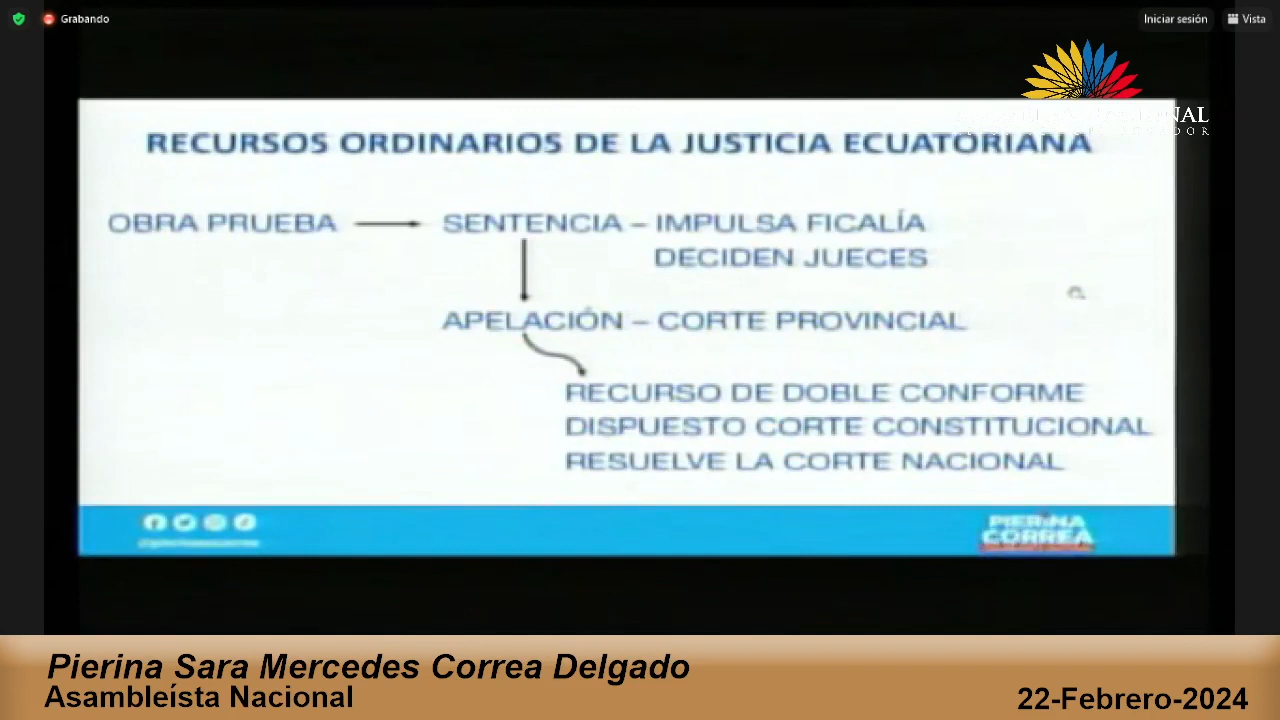 Grabando
Iniciar sesión
Vista
RECURSOS ORDINARIOS DE LA JUSTICIA ECUATORIANA
OBRA PRUEBA
SENTENCIA – IMPULSA FICALÍA
DECIDEN JUECES
APELACIÓN – CORTE PROVINCIAL
RECURSO DE DOBLE CONFORME
DISPUESTO CORTE CONSTITUCIONAL
RESUELVE LA CORTE NACIONAL
PIERINA
CORREA
Pierina Sara Mercedes Correa Delgado
Asambleísta Nacional
22-Febrero-2024